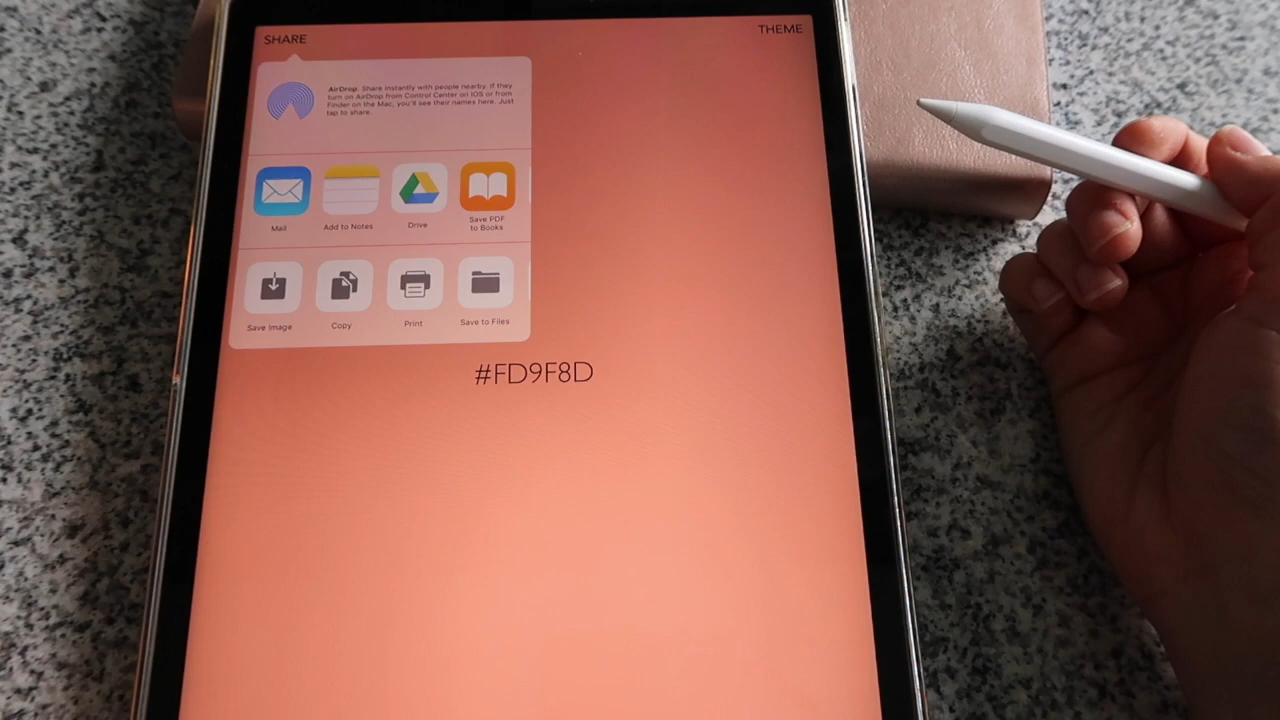 SHARE
THEME
AirDrop. Share instantly with people nearby. If they
turn on AirDrop from Control Center on iOS or from
Finder on the Mac, you'll see their names here. Just
tap to share.
Mail
Add to Notes
Drive
Save PDF
to Books
Save Image
Copy
Print
Save to Files
#FD9F8D